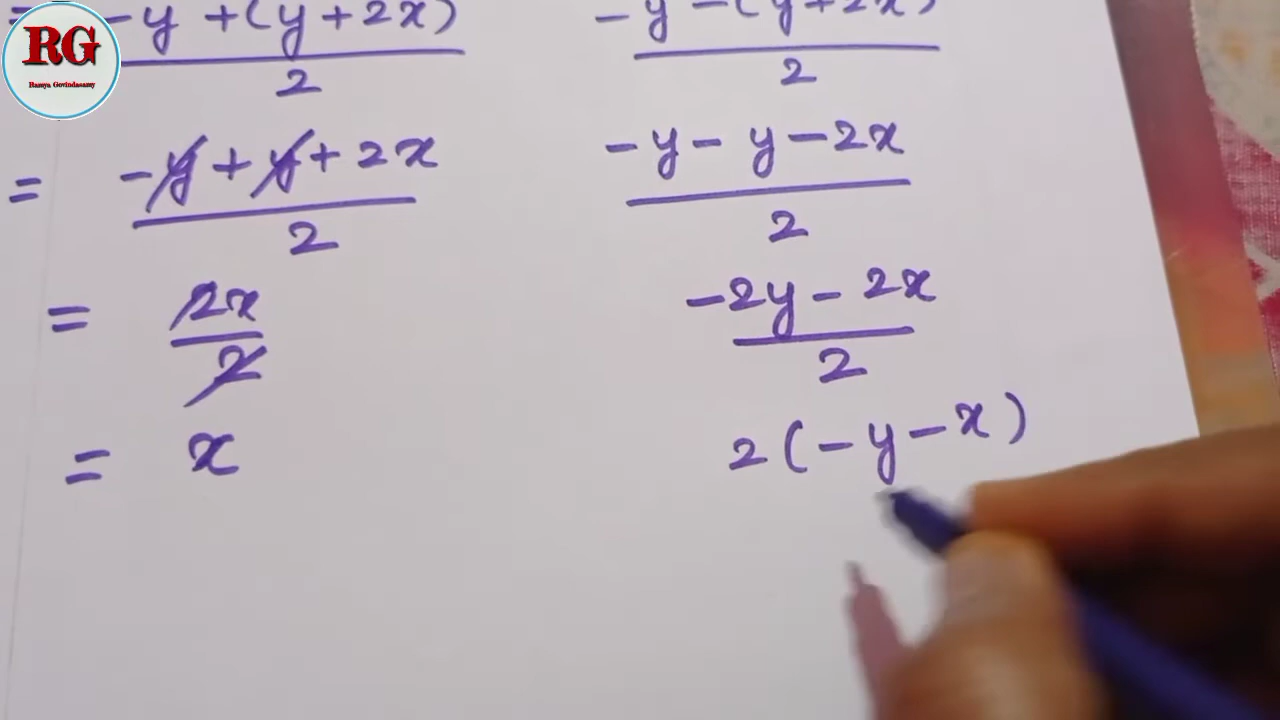 RG
Ramya Govindasamy
= -y + (y + 2x) / 2    -y - (y + 2x) / 2
= -y + y + 2x / 2    -y - y - 2x / 2
= 2x / 2    -2y - 2x / 2
= x    2 (-y - x)